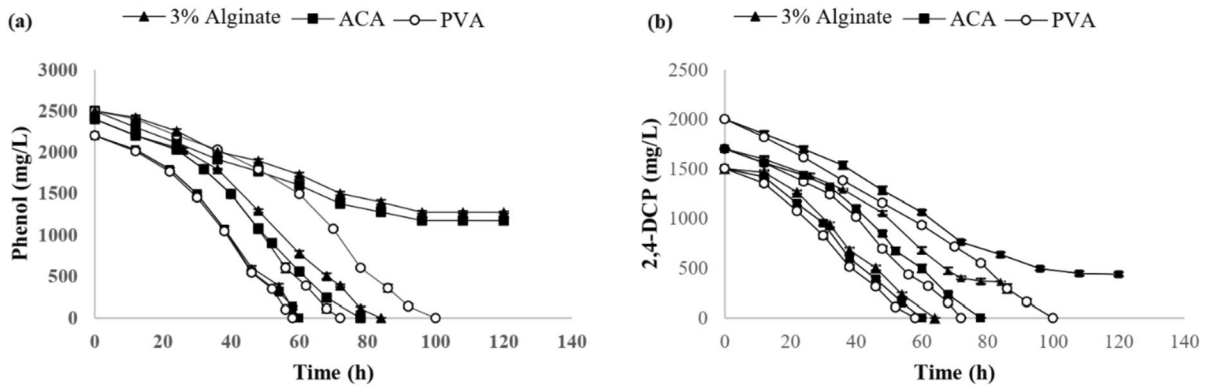 (a)
3% Alginate ACA PVA
Phenol (mg/L)
3000
2500
2000
1500
1000
500
0
0 20 40 60 80 100 120 140
Time (h)
(b)
3% Alginate ACA PVA
2,4-DCP (mg/L)
2500
2000
1500
1000
500
0
0 20 40 60 80 100 120 140
Time (h)